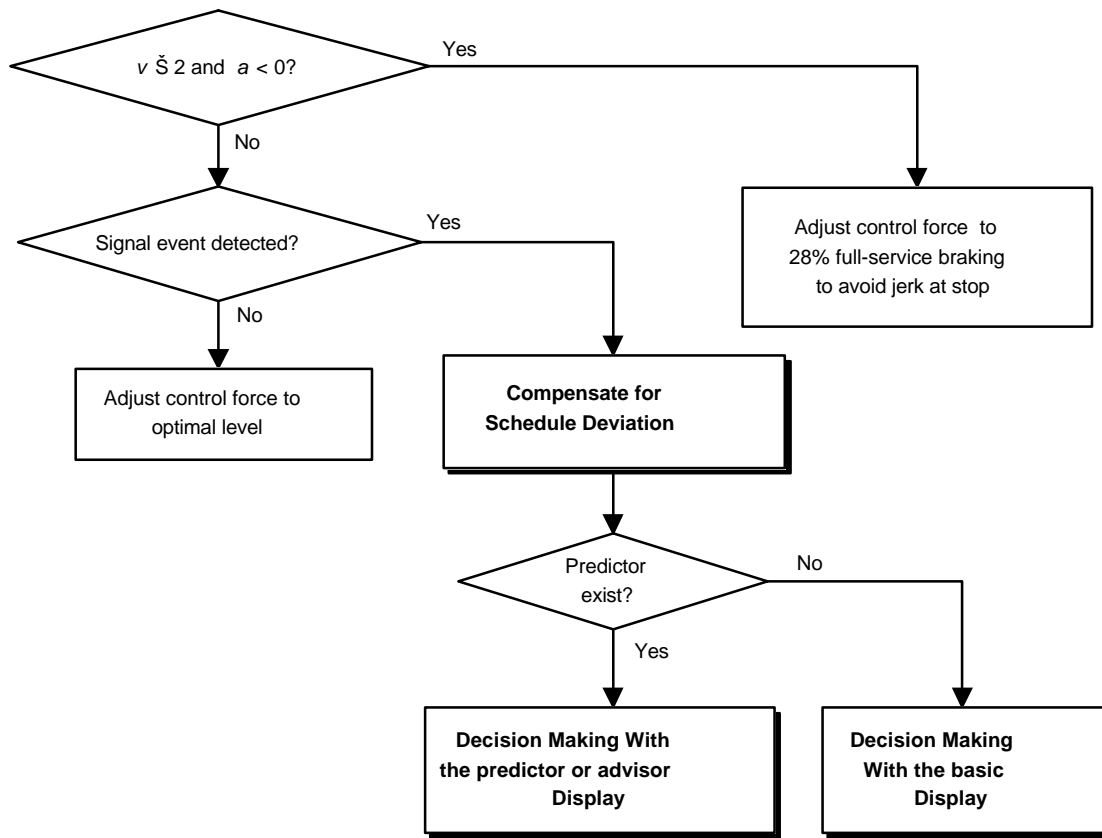 v Š 2 and a < 0?
Yes
No
Signal event detected?
Yes
Adjust control force to
28% full-service braking
to avoid jerk at stop
No
Adjust control force to
optimal level
Compensate for
Schedule Deviation
Predictor
exist?
No
Yes
Decision Making With
the predictor or advisor
Display
Decision Making
With the basic
Display